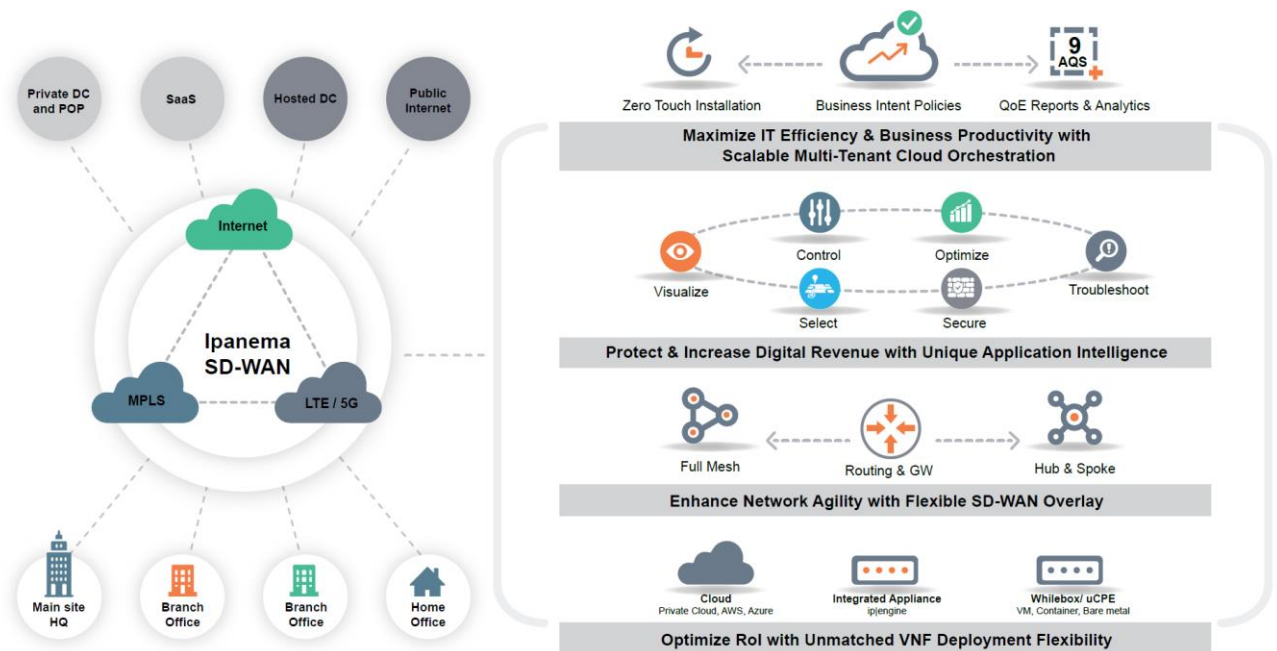 Private DC
and POP
SaaS
Hosted DC
Public
Internet
Internet
Ipanema
SD-WAN
MPLS
LTE / 5G
Main site
HQ
Branch
Office
Branch
Office
Home
Office
9
AQS
Zero Touch Installation
Business Intent Policies
QoE Reports & Analytics
Maximize IT Efficiency & Business Productivity with
Scalable Multi-Tenant Cloud Orchestration
Control
Optimize
Visualize
Troubleshoot
Select
Secure
Protect & Increase Digital Revenue with Unique Application Intelligence
Full Mesh
Routing & GW
Hub & Spoke
Enhance Network Agility with Flexible SD-WAN Overlay
Cloud
Private Cloud, AWS, Azure
Integrated Appliance
ip|engine
Whilebox/ uCPE
VM, Container, Bare metal
Optimize RoI with Unmatched VNF Deployment Flexibility